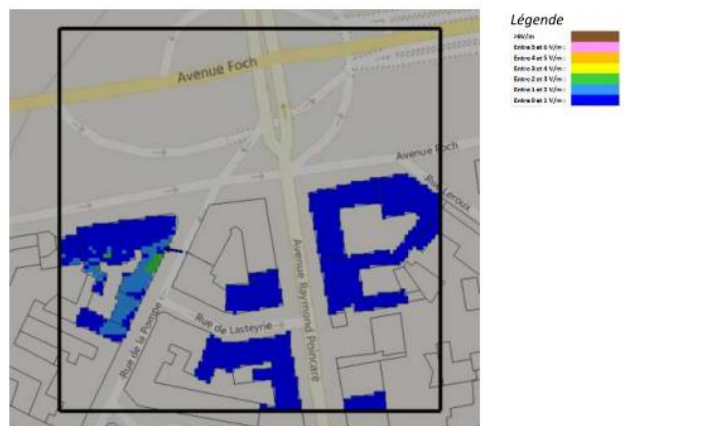 Légende
>6V/m
Entre 5 et 6 V/m :
Entre 4 et 5 V/m :
Entre 3 et 4 V/m :
Entre 2 et 3 V/m :
Entre 1 et 2 V/m :
Entre 0 et 1 V/m :
Avenue Foch
Avenue Foch
Rue Leroux
Avenue Raymond Poincaré
Rue de Lasteyrie
Rue de la Pompe